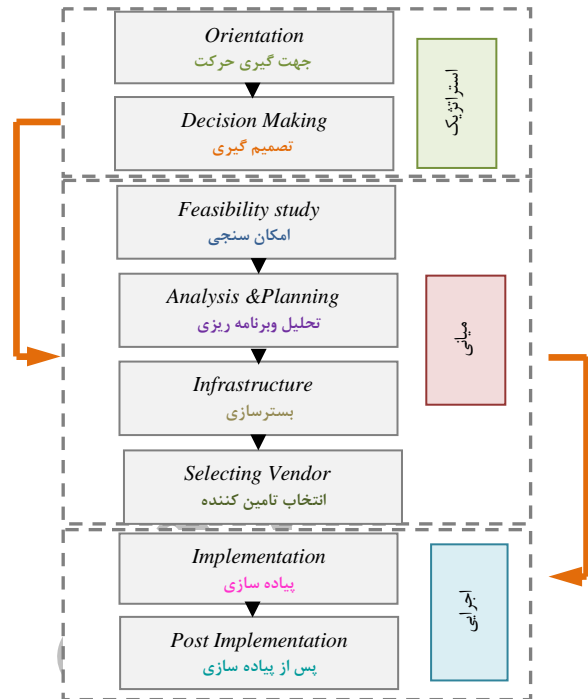 Orientation
جهت گیری حرکت
استراتژیک
Decision Making
تصمیم گیری
Feasibility study
امکان سنجی
Analysis &Planning
تحلیل وبرنامه ریزی
میانی
Infrastructure
بسترسازی
Selecting Vendor
انتخاب تامین کننده
Implementation
پیاده سازی
اجرایی
Post Implementation
پس از پیاده سازی